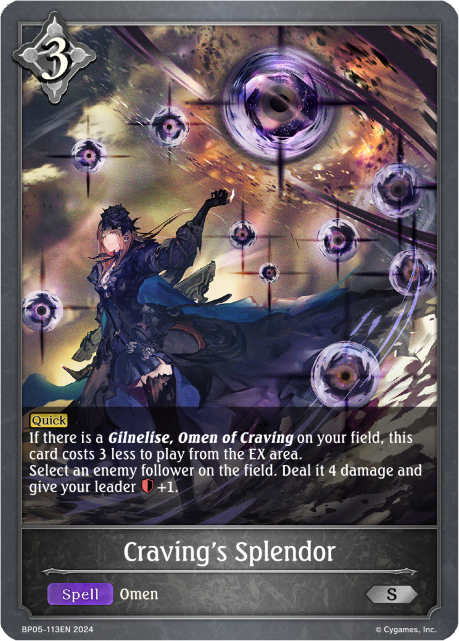 3
Quick
If there is a Gilnelise, Omen of Craving on your field, this
card costs 3 less to play from the EX area.
Select an enemy follower on the field. Deal it 4 damage and
give your leader +1.
Craving's Splendor
Spell Omen S
BP05-113EN 2024 © Cygames, Inc.